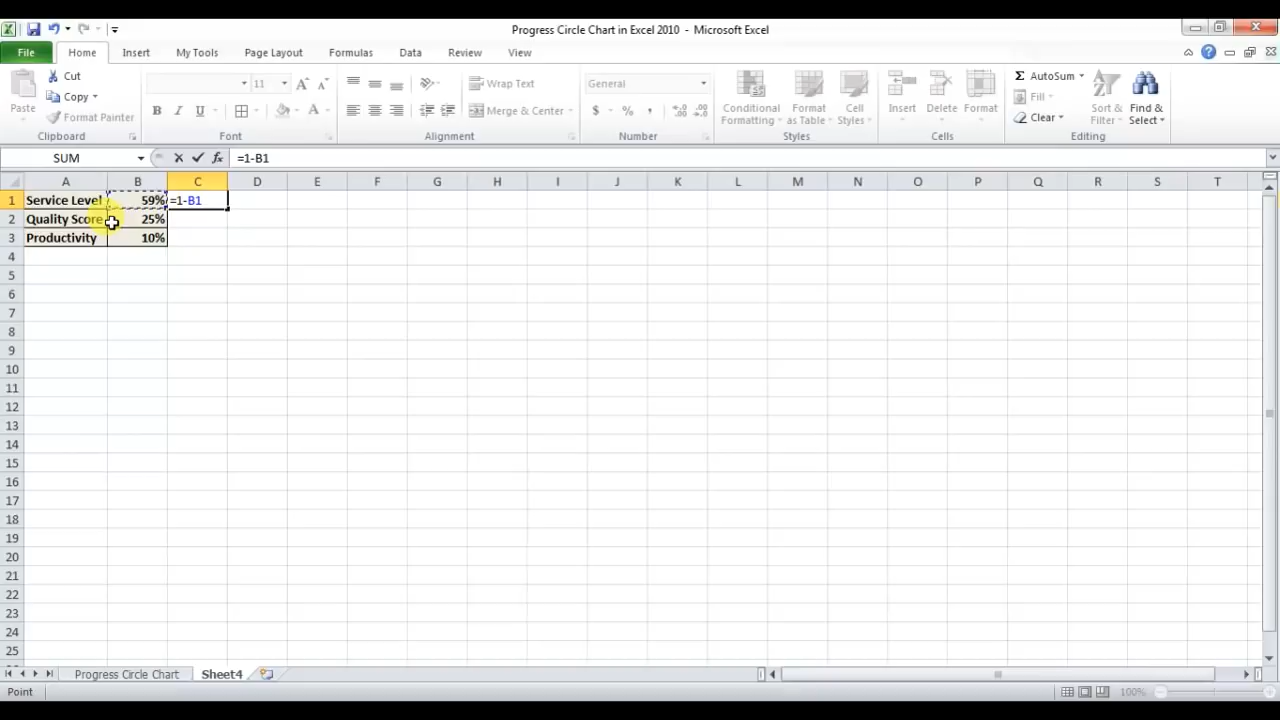 Progress Circle Chart in Excel 2010 - Microsoft Excel
File Home Insert My Tools Page Layout Formulas Data Review View
Paste
Cut
Copy
Format Painter
Clipboard
11
B I U
Font
Wrap Text
Merge & Center
Alignment
General
$ % ,
Number
Conditional Formatting
Format as Table
Cell Styles
Styles
Insert
Delete
Format
Cells
Σ AutoSum
Fill
Clear
Sort & Filter
Find & Select
Editing
SUM fx =1-B1
A B C D E F G H I J K L M N O P Q R S T
1 Service Level 59% =1-B1
2 Quality Score 25%
3 Productivity 10%
4
5
6
7
8
9
10
11
12
13
14
15
16
17
18
19
20
21
22
23
24
25
Progress Circle Chart Sheet4
Point 100%